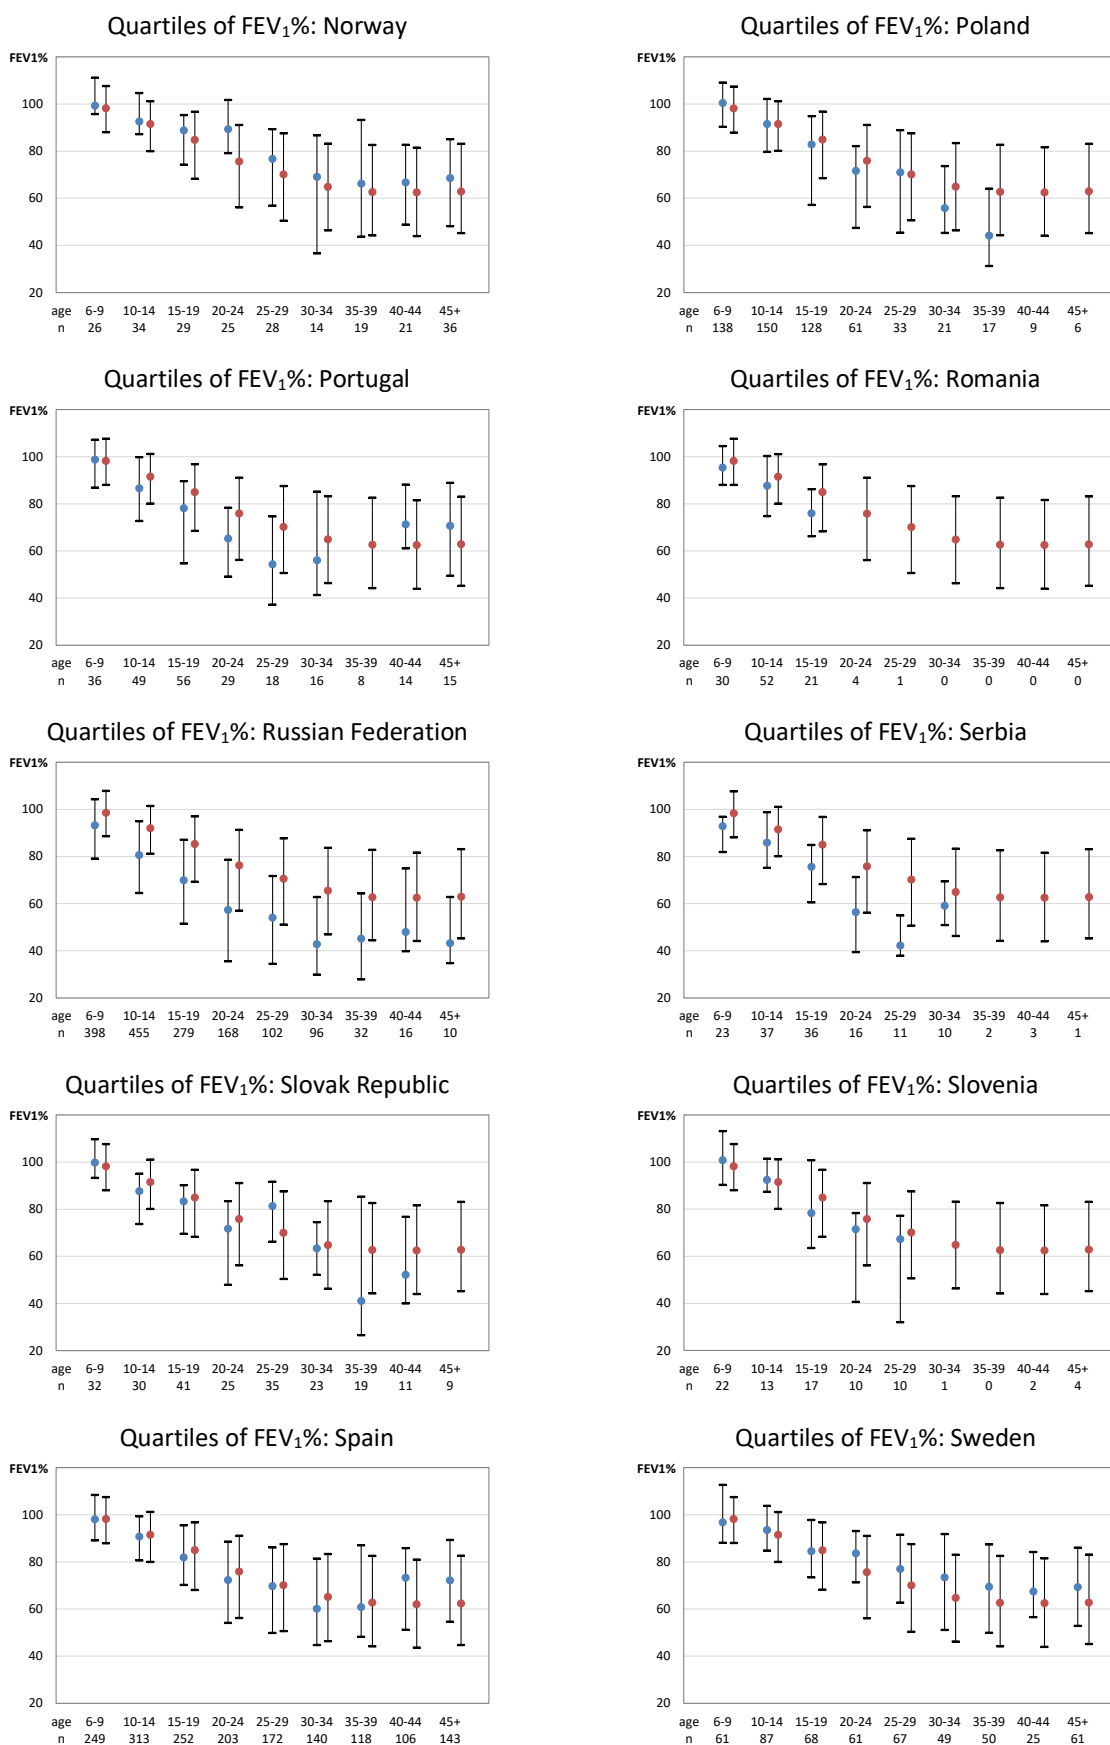 Quartiles of FEV₁%: Norway
FEV1%
100
80
60
40
20
age 6-9 10-14 15-19 20-24 25-29 30-34 35-39 40-44 45+
n 26 34 29 25 28 14 19 21 36
Quartiles of FEV₁%: Poland
FEV1%
100
80
60
40
20
age 6-9 10-14 15-19 20-24 25-29 30-34 35-39 40-44 45+
n 138 150 128 61 33 21 17 9 6
Quartiles of FEV₁%: Portugal
FEV1%
100
80
60
40
20
age 6-9 10-14 15-19 20-24 25-29 30-34 35-39 40-44 45+
n 36 49 56 29 18 16 8 14 15
Quartiles of FEV₁%: Romania
FEV1%
100
80
60
40
20
age 6-9 10-14 15-19 20-24 25-29 30-34 35-39 40-44 45+
n 30 52 21 4 1 0 0 0 0
Quartiles of FEV₁%: Russian Federation
FEV1%
100
80
60
40
20
age 6-9 10-14 15-19 20-24 25-29 30-34 35-39 40-44 45+
n 398 455 279 168 102 96 32 16 10
Quartiles of FEV₁%: Serbia
FEV1%
100
80
60
40
20
age 6-9 10-14 15-19 20-24 25-29 30-34 35-39 40-44 45+
n 23 37 36 16 11 10 2 3 1
Quartiles of FEV₁%: Slovak Republic
FEV1%
100
80
60
40
20
age 6-9 10-14 15-19 20-24 25-29 30-34 35-39 40-44 45+
n 32 30 41 25 35 23 19 11 9
Quartiles of FEV₁%: Slovenia
FEV1%
100
80
60
40
20
age 6-9 10-14 15-19 20-24 25-29 30-34 35-39 40-44 45+
n 22 13 17 10 10 1 0 2 4
Quartiles of FEV₁%: Spain
FEV1%
100
80
60
40
20
age 6-9 10-14 15-19 20-24 25-29 30-34 35-39 40-44 45+
n 249 313 252 203 172 140 118 106 143
Quartiles of FEV₁%: Sweden
FEV1%
100
80
60
40
20
age 6-9 10-14 15-19 20-24 25-29 30-34 35-39 40-44 45+
n 61 87 68 61 67 49 50 25 61